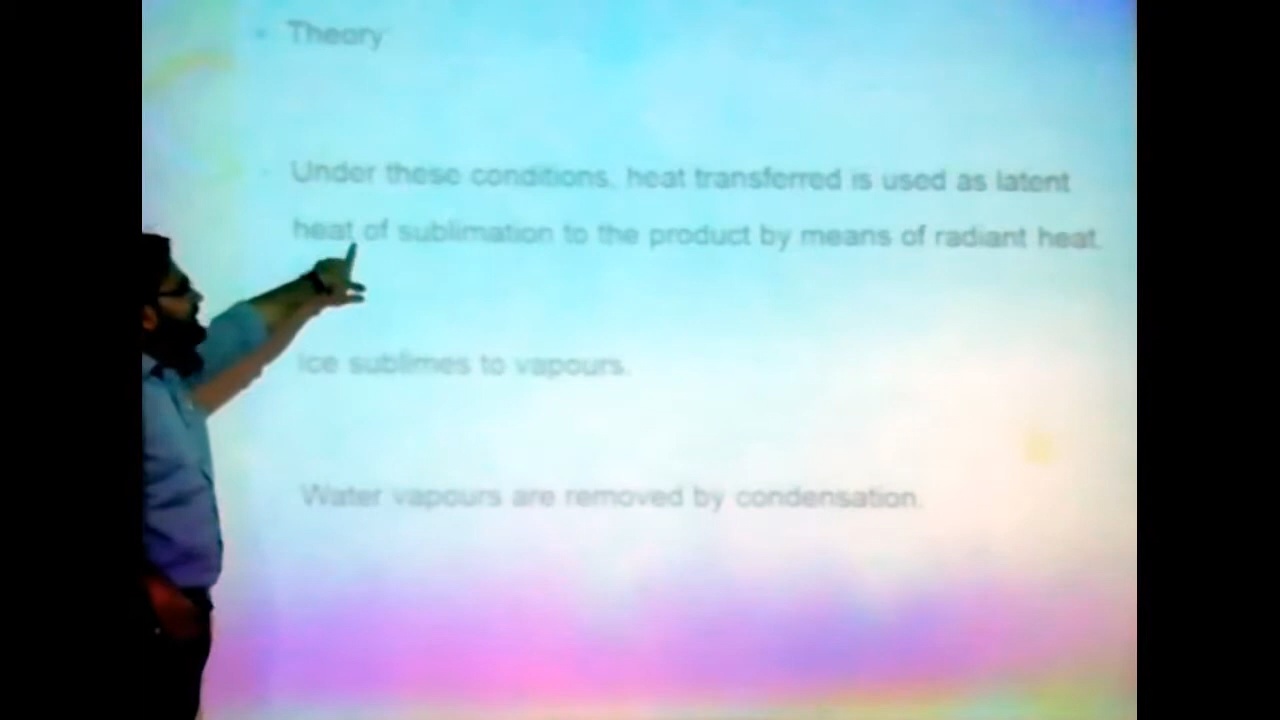 Theory
Under these conditions, heat transferred is used as latent
heat of sublimation to the product by means of radiant heat.
Ice sublimes to vapours.
Water vapours are removed by condensation.